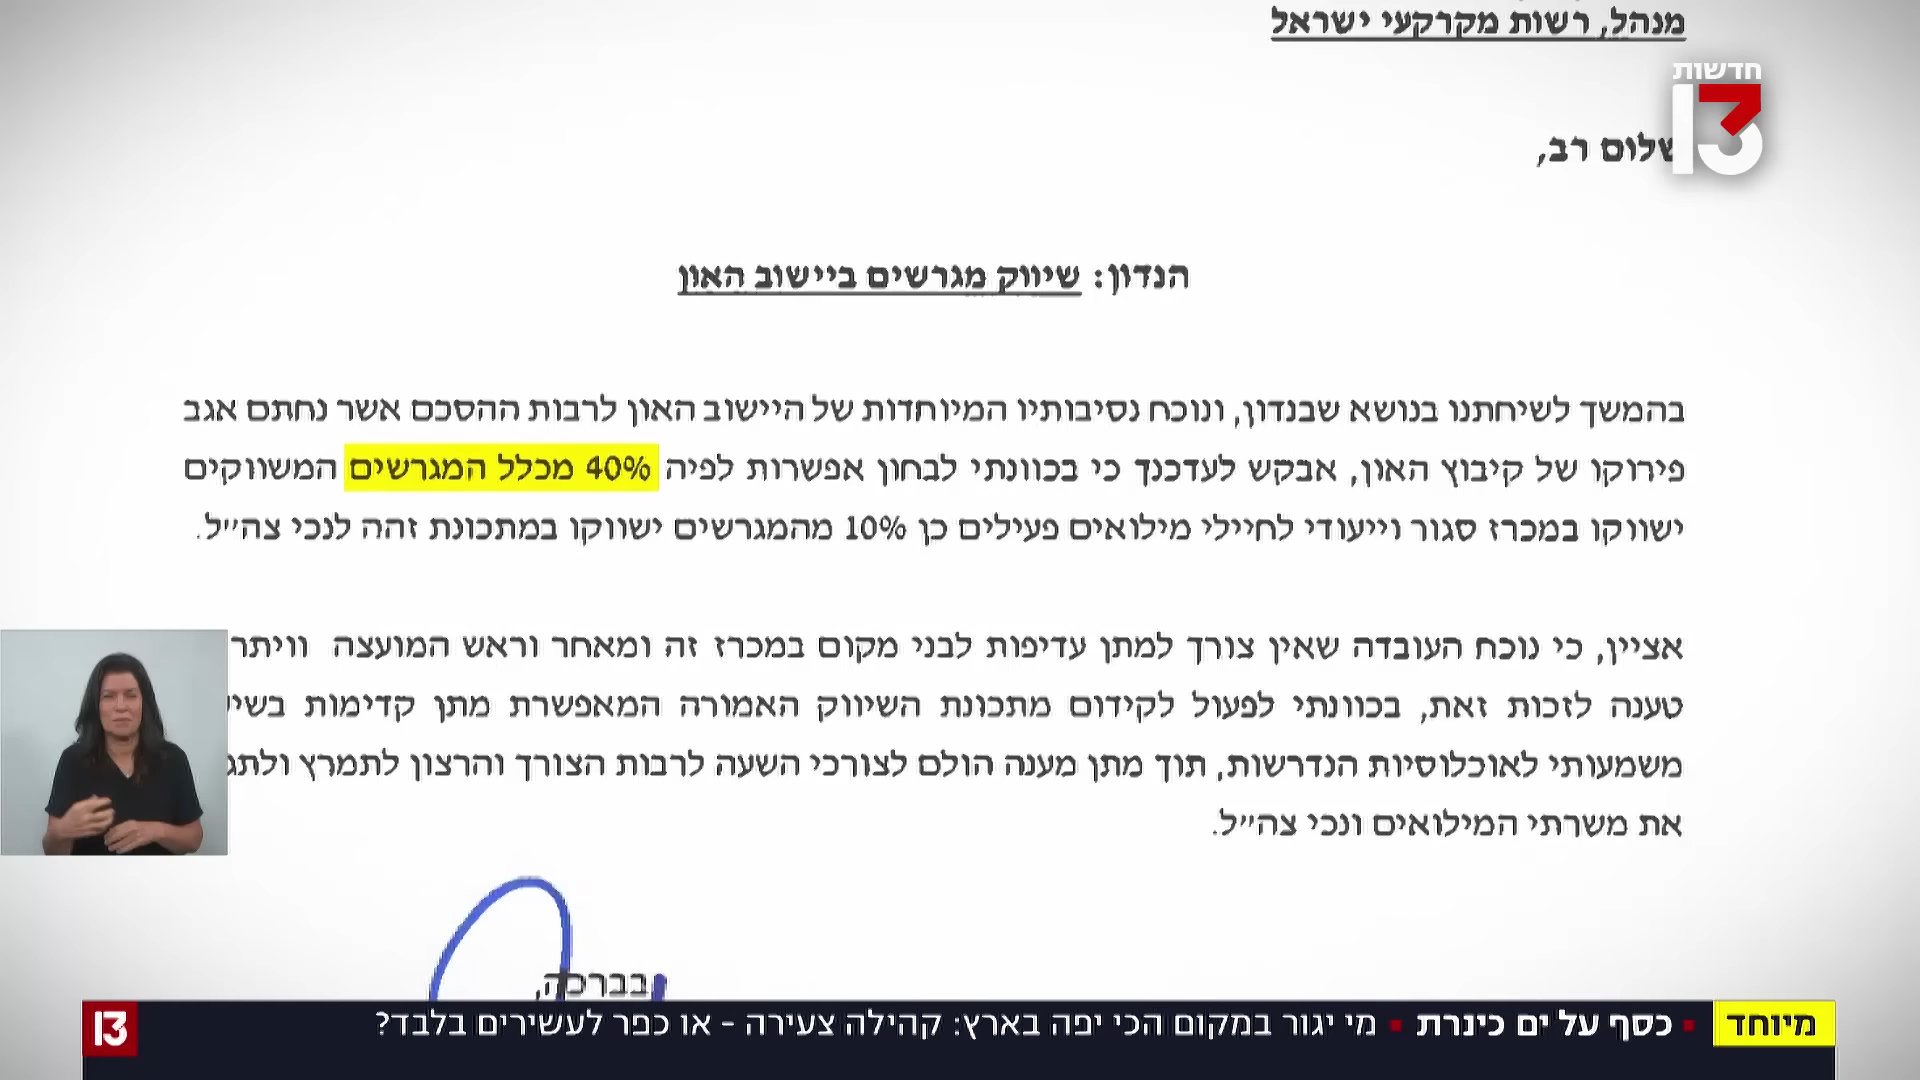 מנהל, רשות מקרקעי ישראל
חדשות
13
שלום רב,
הנדון: שיווק מגרשים ביישוב האון
בהמשך לשיחתנו בנושא שבנדון, ונוכח נסיבותיו המיוחדות של היישוב האון לרבות ההסכם אשר נחתם אגב
פירוקו של קיבוץ האון, אבקש לעדכנך כי בכוונתי לבחון אפשרות לפיה 40% מכלל המגרשים המשווקים
ישווקו במכרז סגור וייעודי לחיילי מילואים פעילים כן 10% מהמגרשים ישווקו במתכונת זהה לנכי צה״ל.
אציין, כי נוכח העובדה שאין צורך למתן עדיפות לבני מקום במכרז זה ומאחר וראש המועצה וויתר
טענה לזכות זאת, בכוונתי לפעול לקידום מתכונת השיווק האמורה המאפשרת מתן קדימות
משמעותי לאוכלוסיות הנדרשות, תוך מתן מענה הולם לצורכי השעה לרבות הצורך והרצון לתמרץ
את משרתי המילואים ונכי צה״ל.
בברכה,
מיוחד ▪ כסף על ים כינרת ▪ מי יגור במקום הכי יפה בארץ: קהילה צעירה – או כפר לעשירים בלבד?
13